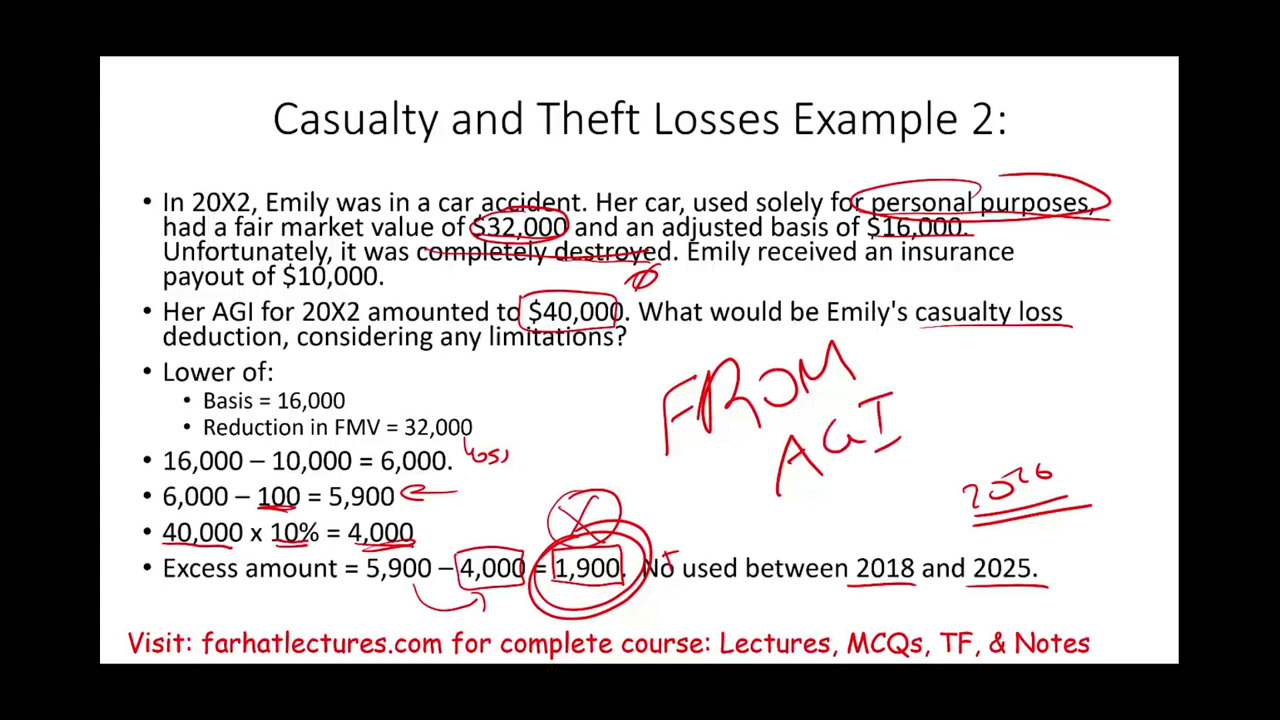 Casualty and Theft Losses Example 2:
• In 20X2, Emily was in a car accident. Her car, used solely for personal purposes,
had a fair market value of $32,000 and an adjusted basis of $16,000.
Unfortunately, it was completely destroyed. Emily received an insurance
payout of $10,000.
• Her AGI for 20X2 amounted to $40,000. What would be Emily's casualty loss
deduction, considering any limitations?
• Lower of:
• Basis = 16,000
• Reduction in FMV = 32,000
• 16,000 – 10,000 = 6,000. loss
• 6,000 – 100 = 5,900
FROM
AGI
2026
• 40,000 x 10% = 4,000
• Excess amount = 5,900 – 4,000 = 1,900. No used between 2018 and 2025.
Visit: farhatlectures.com for complete course: Lectures, MCQs, TF, & Notes